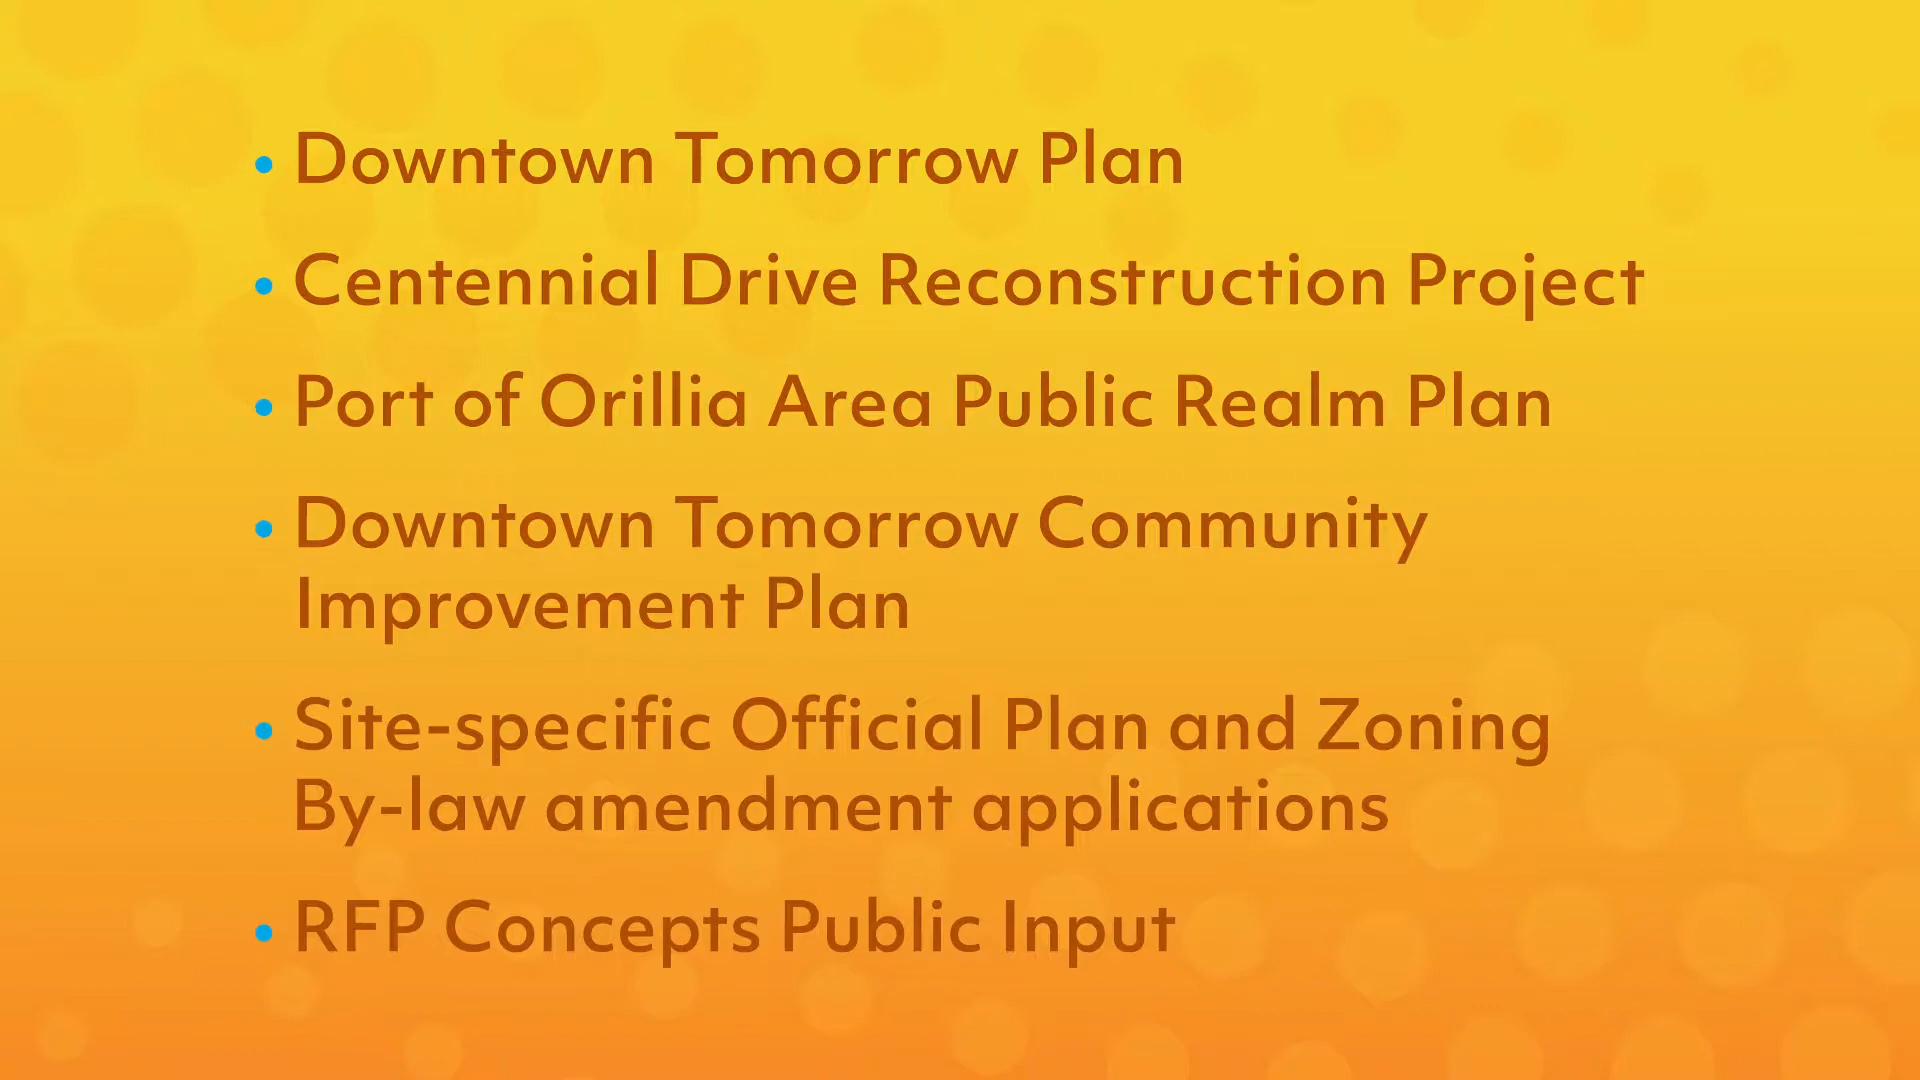 • Downtown Tomorrow Plan
• Centennial Drive Reconstruction Project
• Port of Orillia Area Public Realm Plan
• Downtown Tomorrow Community
Improvement Plan
• Site-specific Official Plan and Zoning
By-law amendment applications
• RFP Concepts Public Input